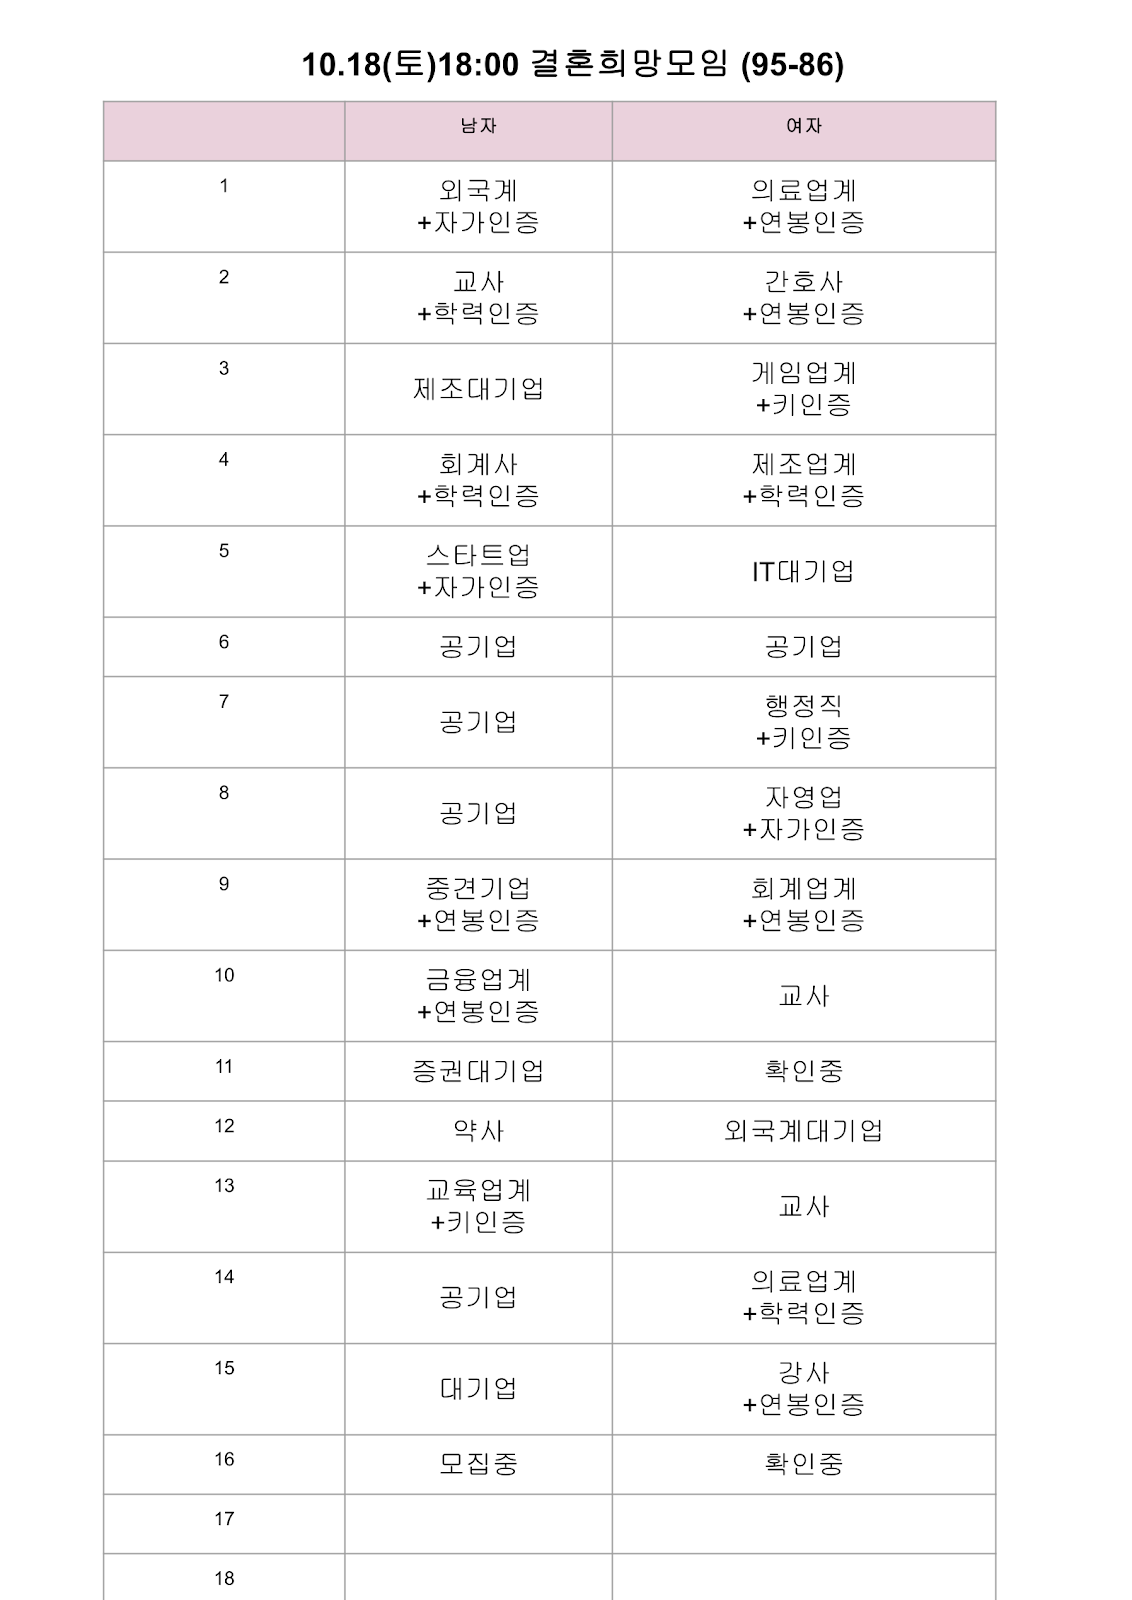 10.18(토)18:00 결혼희망모임 (95-86)
남자 여자
1 외국계 의료업계
+자가인증 +연봉인증
2 교사 간호사
+학력인증 +연봉인증
3 제조대기업 게임업계
+키인증
4 회계사 제조업계
+학력인증 +학력인증
5 스타트업 IT대기업
+자가인증
6 공기업 공기업
7 공기업 행정직
+키인증
8 공기업 자영업
+자가인증
9 중견기업 회계업계
+연봉인증 +연봉인증
10 금융업계 교사
+연봉인증
11 증권대기업 확인중
12 약사 외국계대기업
13 교육업계 교사
+키인증
14 공기업 의료업계
+학력인증
15 대기업 강사
+연봉인증
16 모집중 확인중
17
18